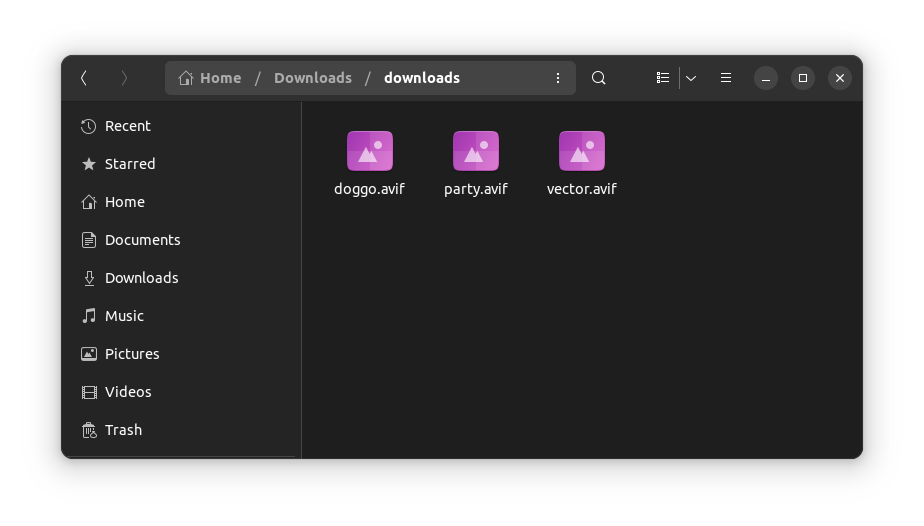 Home / Downloads / downloads
Recent
Starred
Home
Documents
Downloads
Music
Pictures
Videos
Trash
doggo.avif party.avif vector.avif